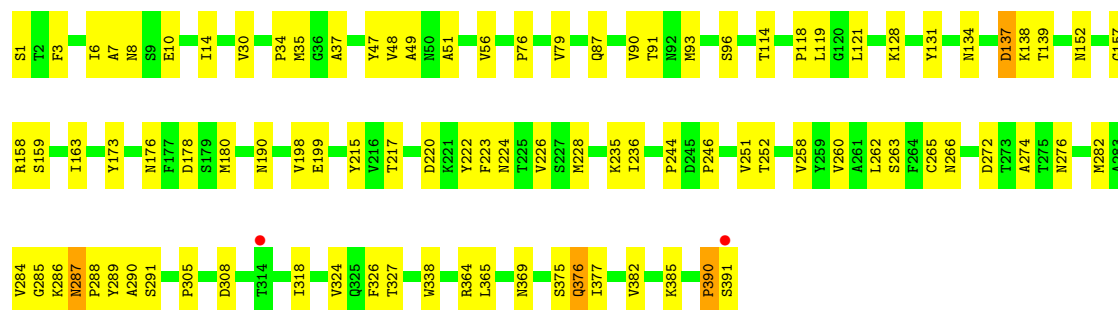 S1 T2 F3 I6 A7 N8 S9 E10 I14 V30 P34 M35 G36 A37 Y47 V48 A49 N50 A51 V56 P76 V79 Q87 V90 T91 N92 M93 S96 T114 P118 L119 G120 L121 K128 Y131 N134 D137 K138 T139 N152 G157
R158 S159 I163 Y173 N176 F177 D178 S179 M180 N190 V198 E199 Y215 V216 T217 D220 K221 Y222 F223 N224 T225 V226 S227 M228 K235 I236 P244 D245 P246 V251 T252 V258 Y259 V260 A261 L262 S263 F264 C265 N266 D272 T273 A274 T275 N276 M282 A283
V284 G285 K286 N287 P288 Y289 A290 S291 P305 D308 T314 I318 V324 Q325 F326 T327 W338 R364 L365 N369 S375 Q376 I377 V382 K385 P390 S391